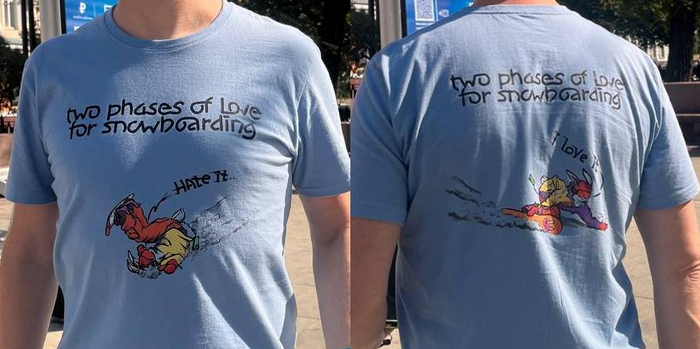 two phases of Love
for snowboarding
HAte It...
two phases of Love
for snowboarding
I love It